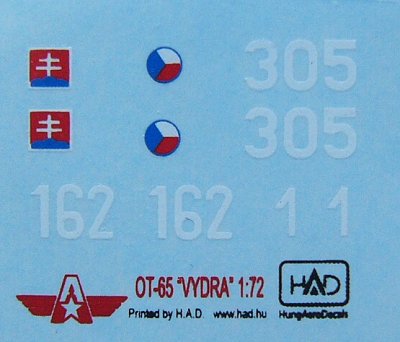 305
305
162 162 1 1
OT-65 "VYDRA" 1:72
Printed by H.A.D. www.had.hu
HAD
HungAeroDecals